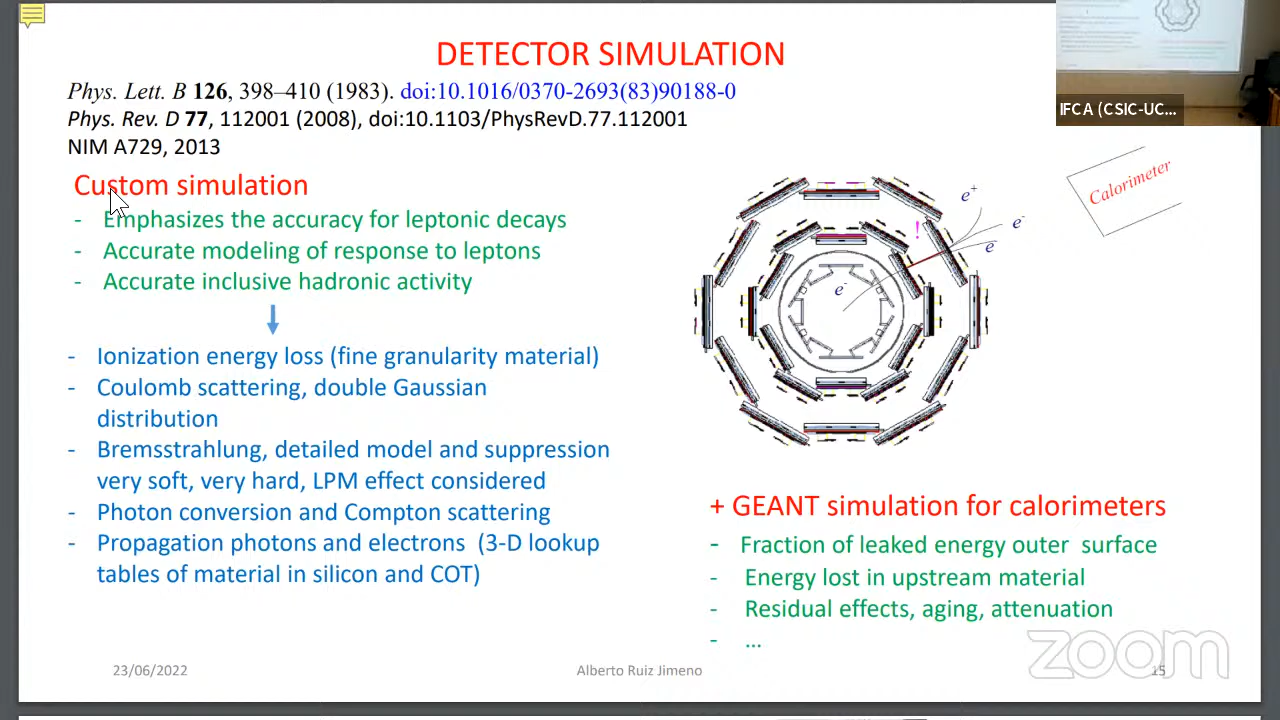 DETECTOR SIMULATION
Phys. Lett. B 126, 398–410 (1983). doi:10.1016/0370-2693(83)90188-0
Phys. Rev. D 77, 112001 (2008), doi:10.1103/PhysRevD.77.112001
NIM A729, 2013
IFCA (CSIC-UC...
Custom simulation
- Emphasizes the accuracy for leptonic decays
- Accurate modeling of response to leptons
- Accurate inclusive hadronic activity
- Ionization energy loss (fine granularity material)
- Coulomb scattering, double Gaussian
distribution
- Bremsstrahlung, detailed model and suppression
very soft, very hard, LPM effect considered
- Photon conversion and Compton scattering
- Propagation photons and electrons (3-D lookup
tables of material in silicon and COT)
Calorimeter
e+
e-
e-
!
e-
+ GEANT simulation for calorimeters
- Fraction of leaked energy outer surface
- Energy lost in upstream material
- Residual effects, aging, attenuation
- ...
zoom
23/06/2022
Alberto Ruiz Jimeno
15